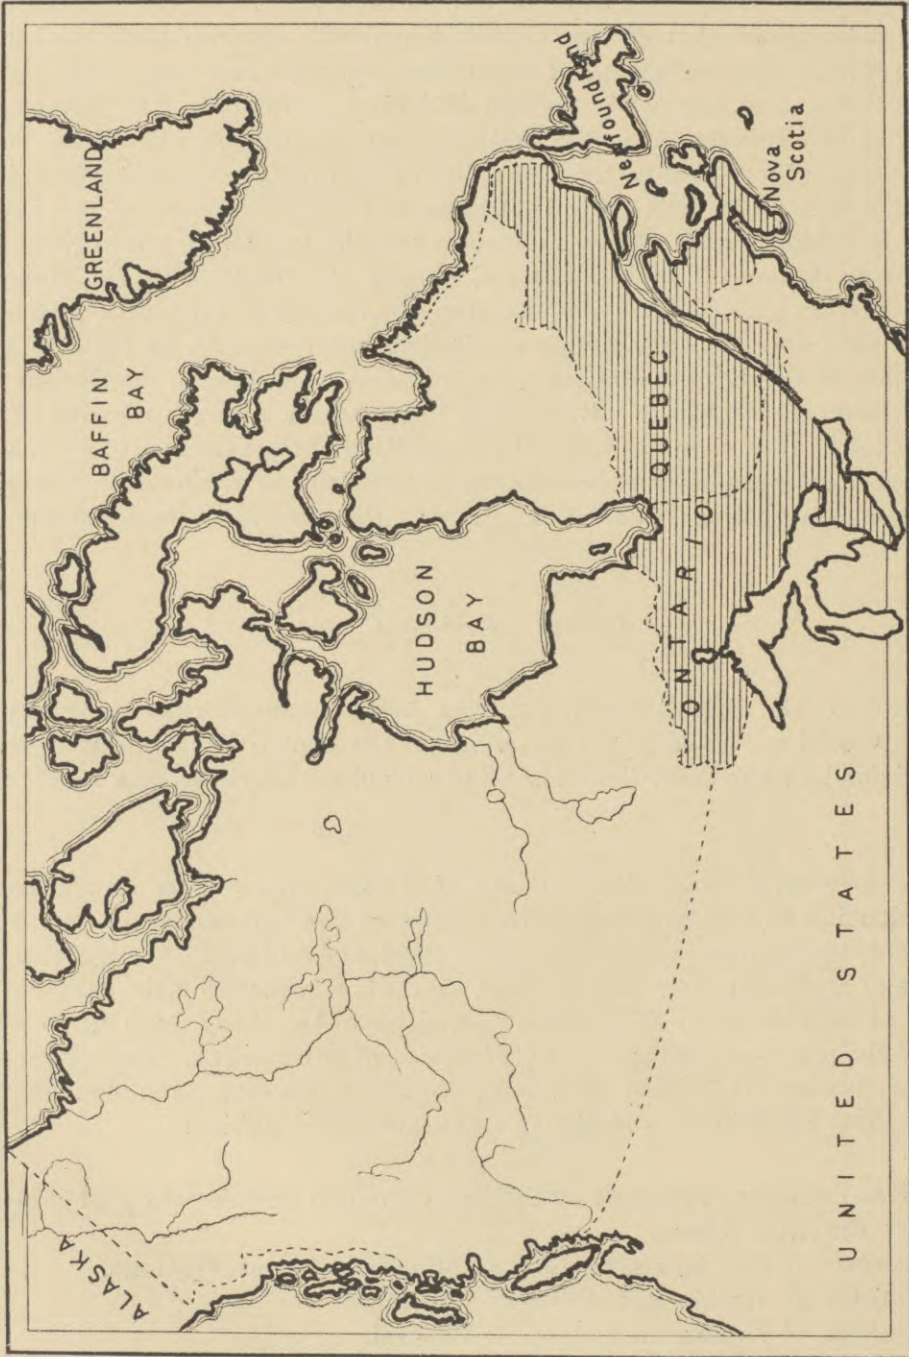 GREENLAND
BAFFIN
BAY
Newfoundland
Nova
Scotia
HUDSON
BAY
QUEBEC
ONTARIO
ALASKA
UNITED STATES